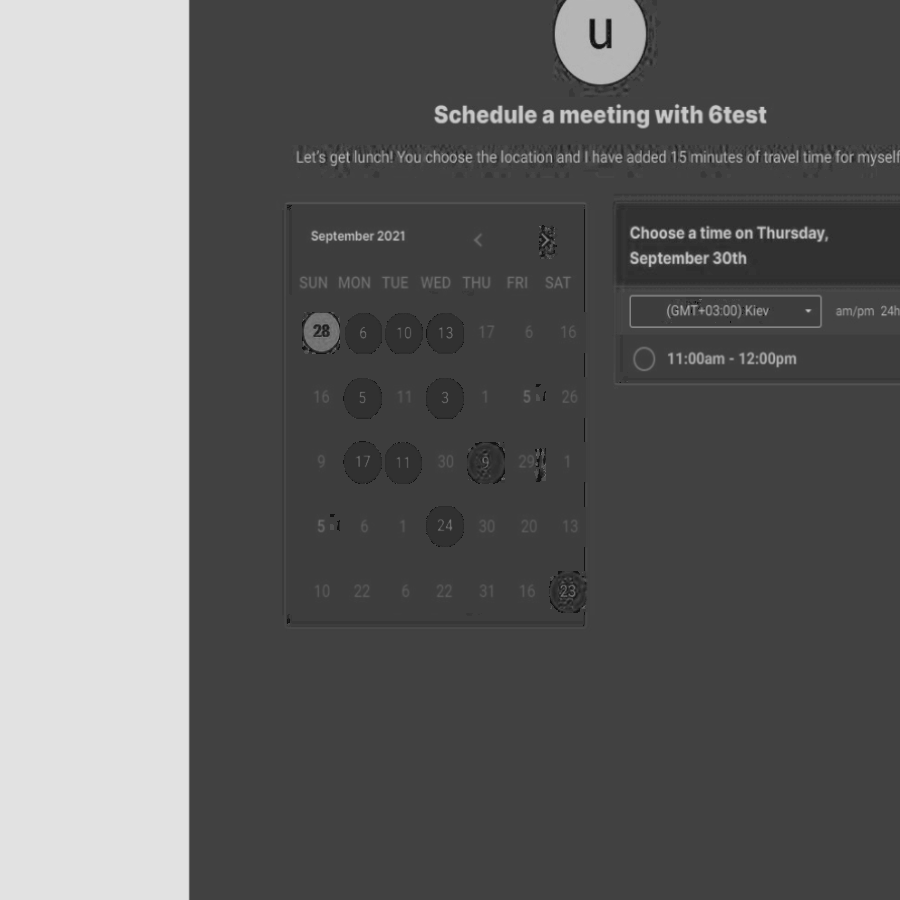 u
Schedule a meeting with 6test
Let's get lunch! You choose the location and I have added 15 minutes of travel time for myself
September 2021
SUN MON TUE WED THU FRI SAT
28 6 10 13 17 6 16
16 5 11 3 1 5 26
9 17 11 30 9 29 1
5 6 1 24 30 20 13
10 22 6 22 31 16 23
Choose a time on Thursday,
September 30th
(GMT+03:00) Kiev am/pm 24h
11:00am - 12:00pm